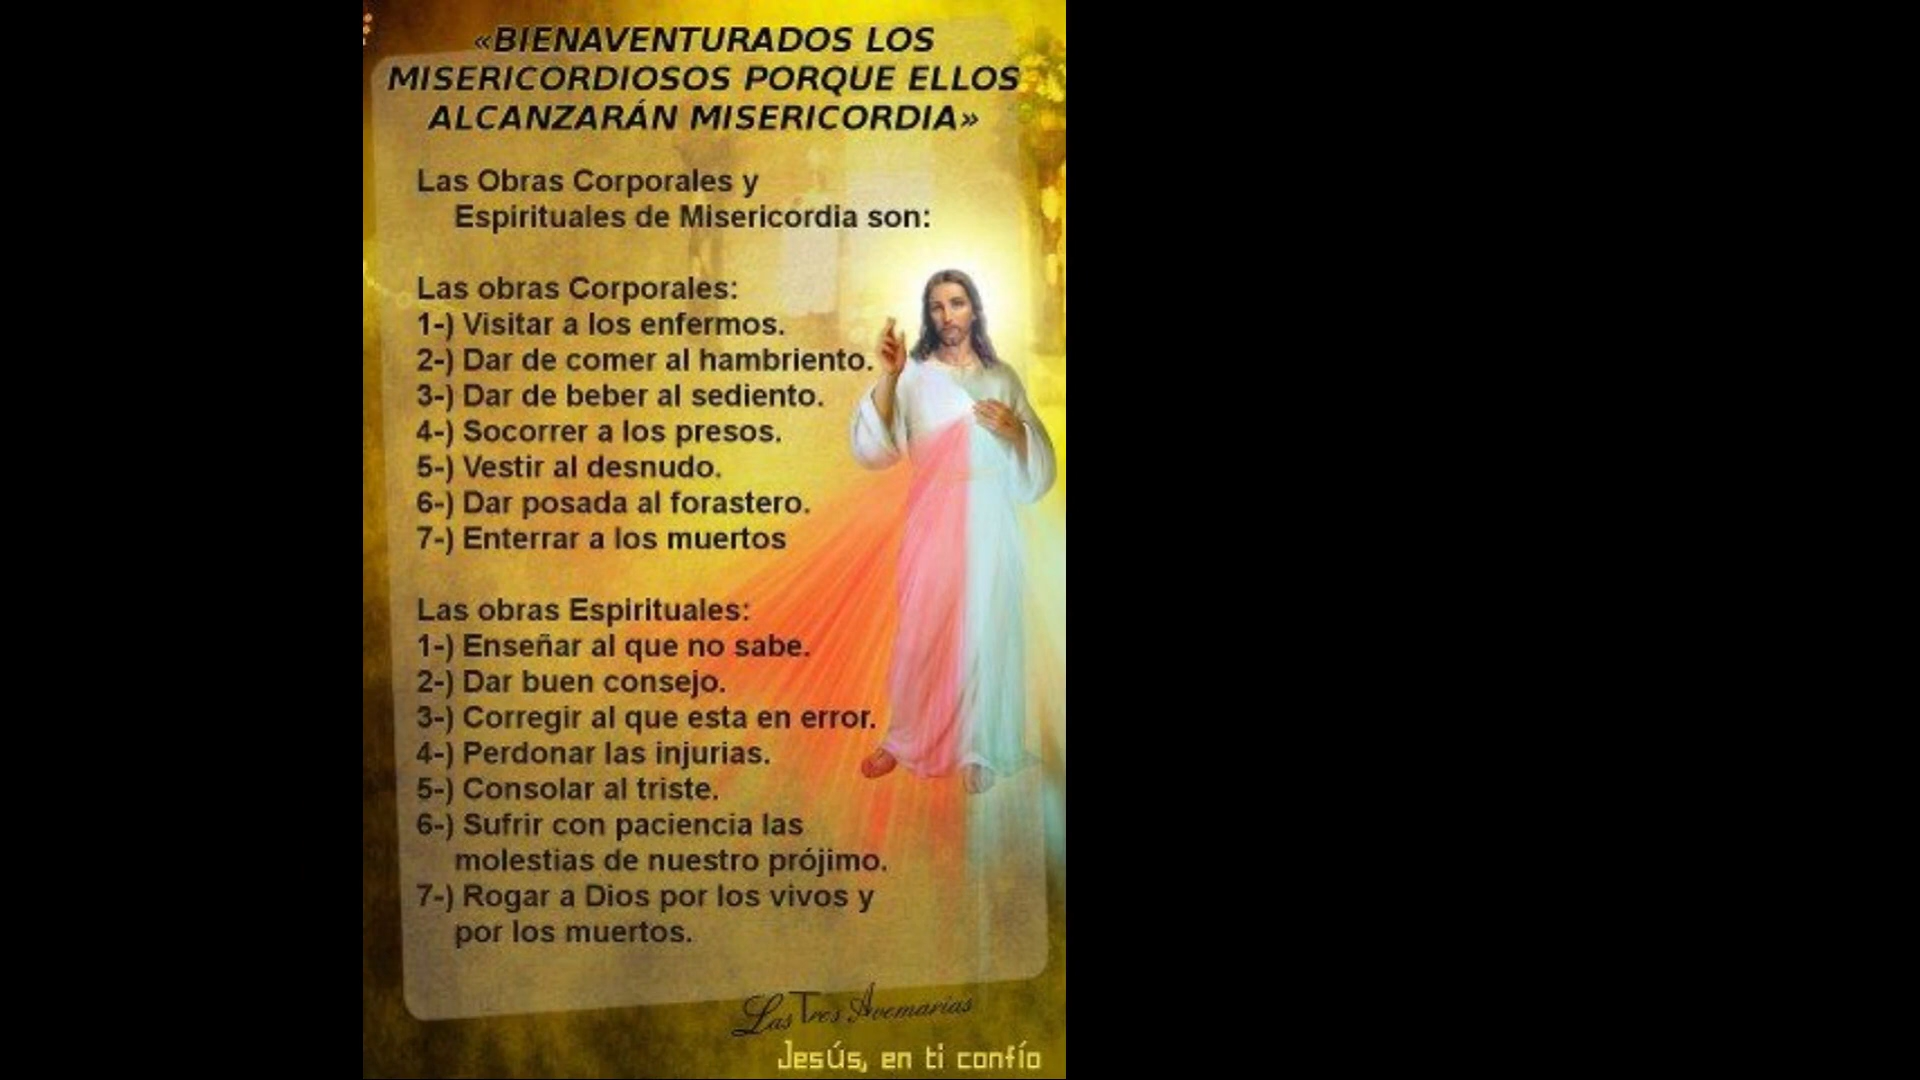 «BIENAVENTURADOS LOS
MISERICORDIOSOS PORQUE ELLOS
ALCANZARÁN MISERICORDIA»
Las Obras Corporales y
Espirituales de Misericordia son:
Las obras Corporales:
1-) Visitar a los enfermos.
2-) Dar de comer al hambriento.
3-) Dar de beber al sediento.
4-) Socorrer a los presos.
5-) Vestir al desnudo.
6-) Dar posada al forastero.
7-) Enterrar a los muertos
Las obras Espirituales:
1-) Enseñar al que no sabe.
2-) Dar buen consejo.
3-) Corregir al que esta en error.
4-) Perdonar las injurias.
5-) Consolar al triste.
6-) Sufrir con paciencia las
molestias de nuestro prójimo.
7-) Rogar a Dios por los vivos y
por los muertos.
Las Tres Avemarías
Jesús, en ti confío